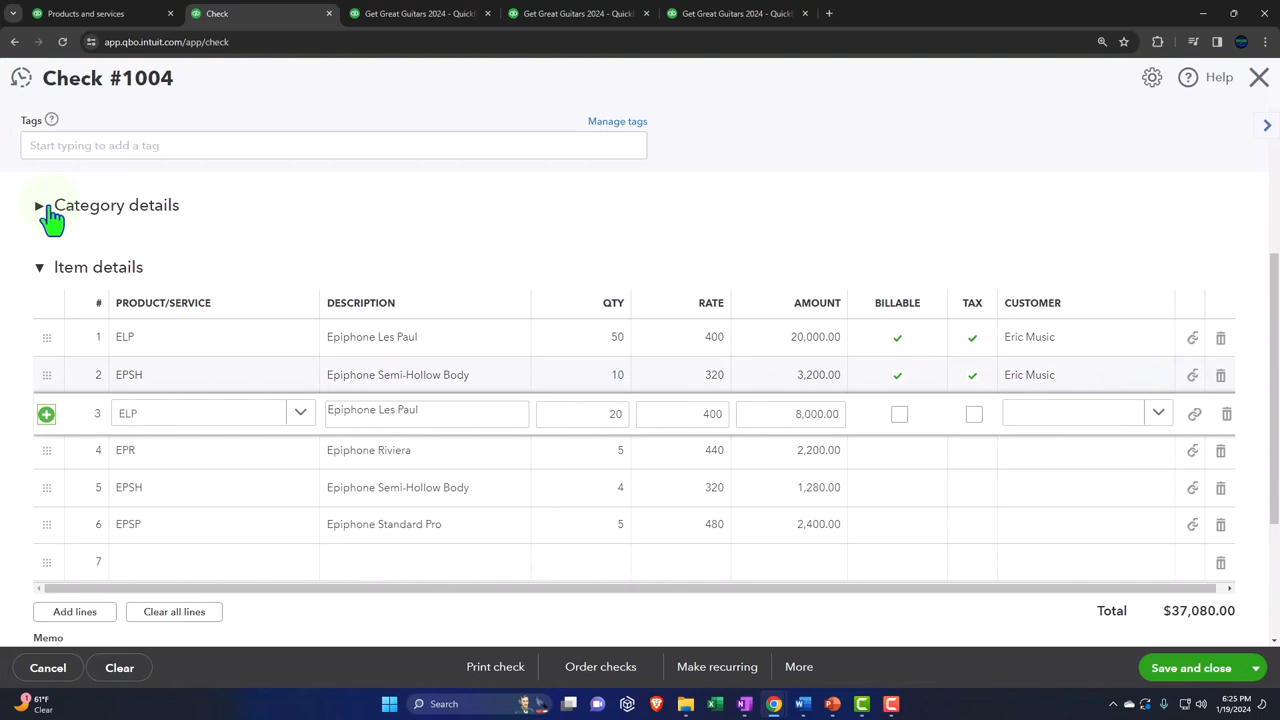 Products and services
Check
Get Great Guitars 2024 - QuickB
Get Great Guitars 2024 - QuickB
Get Great Guitars 2024 - QuickB
app.qbo.intuit.com/app/check
Check #1004
Help
Tags
Manage tags
Start typing to add a tag
Category details
Item details
# PRODUCT/SERVICE DESCRIPTION QTY RATE AMOUNT BILLABLE TAX CUSTOMER
1 ELP Epiphone Les Paul 50 400 20,000.00 Eric Music
2 EPSH Epiphone Semi-Hollow Body 10 320 3,200.00 Eric Music
3 ELP Epiphone Les Paul 20 400 8,000.00
4 EPR Epiphone Riviera 5 440 2,200.00
5 EPSH Epiphone Semi-Hollow Body 4 320 1,280.00
6 EPSP Epiphone Standard Pro 5 480 2,400.00
7
Add lines Clear all lines Total $37,080.00
Memo
Cancel Clear Print check Order checks Make recurring More Save and close
61°F
Clear
Search
6:25 PM
1/19/2024